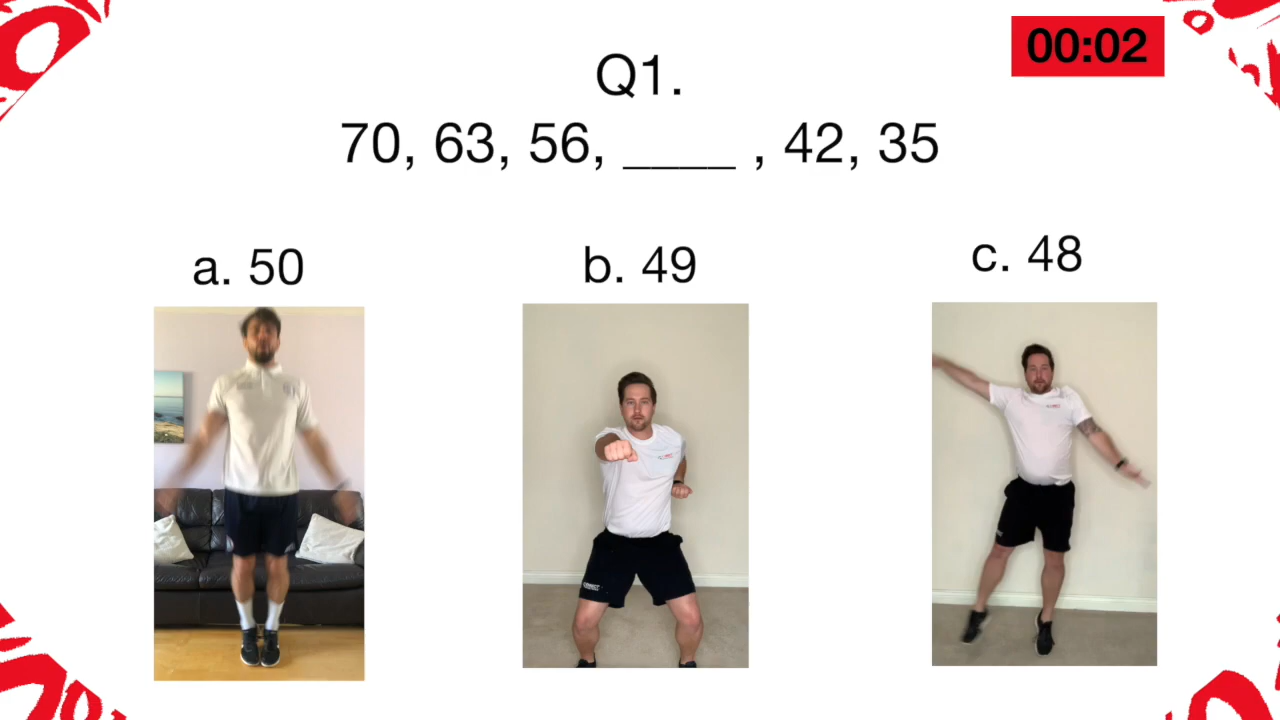 00:02
Q1.
70, 63, 56, ____ , 42, 35
a. 50
b. 49
c. 48